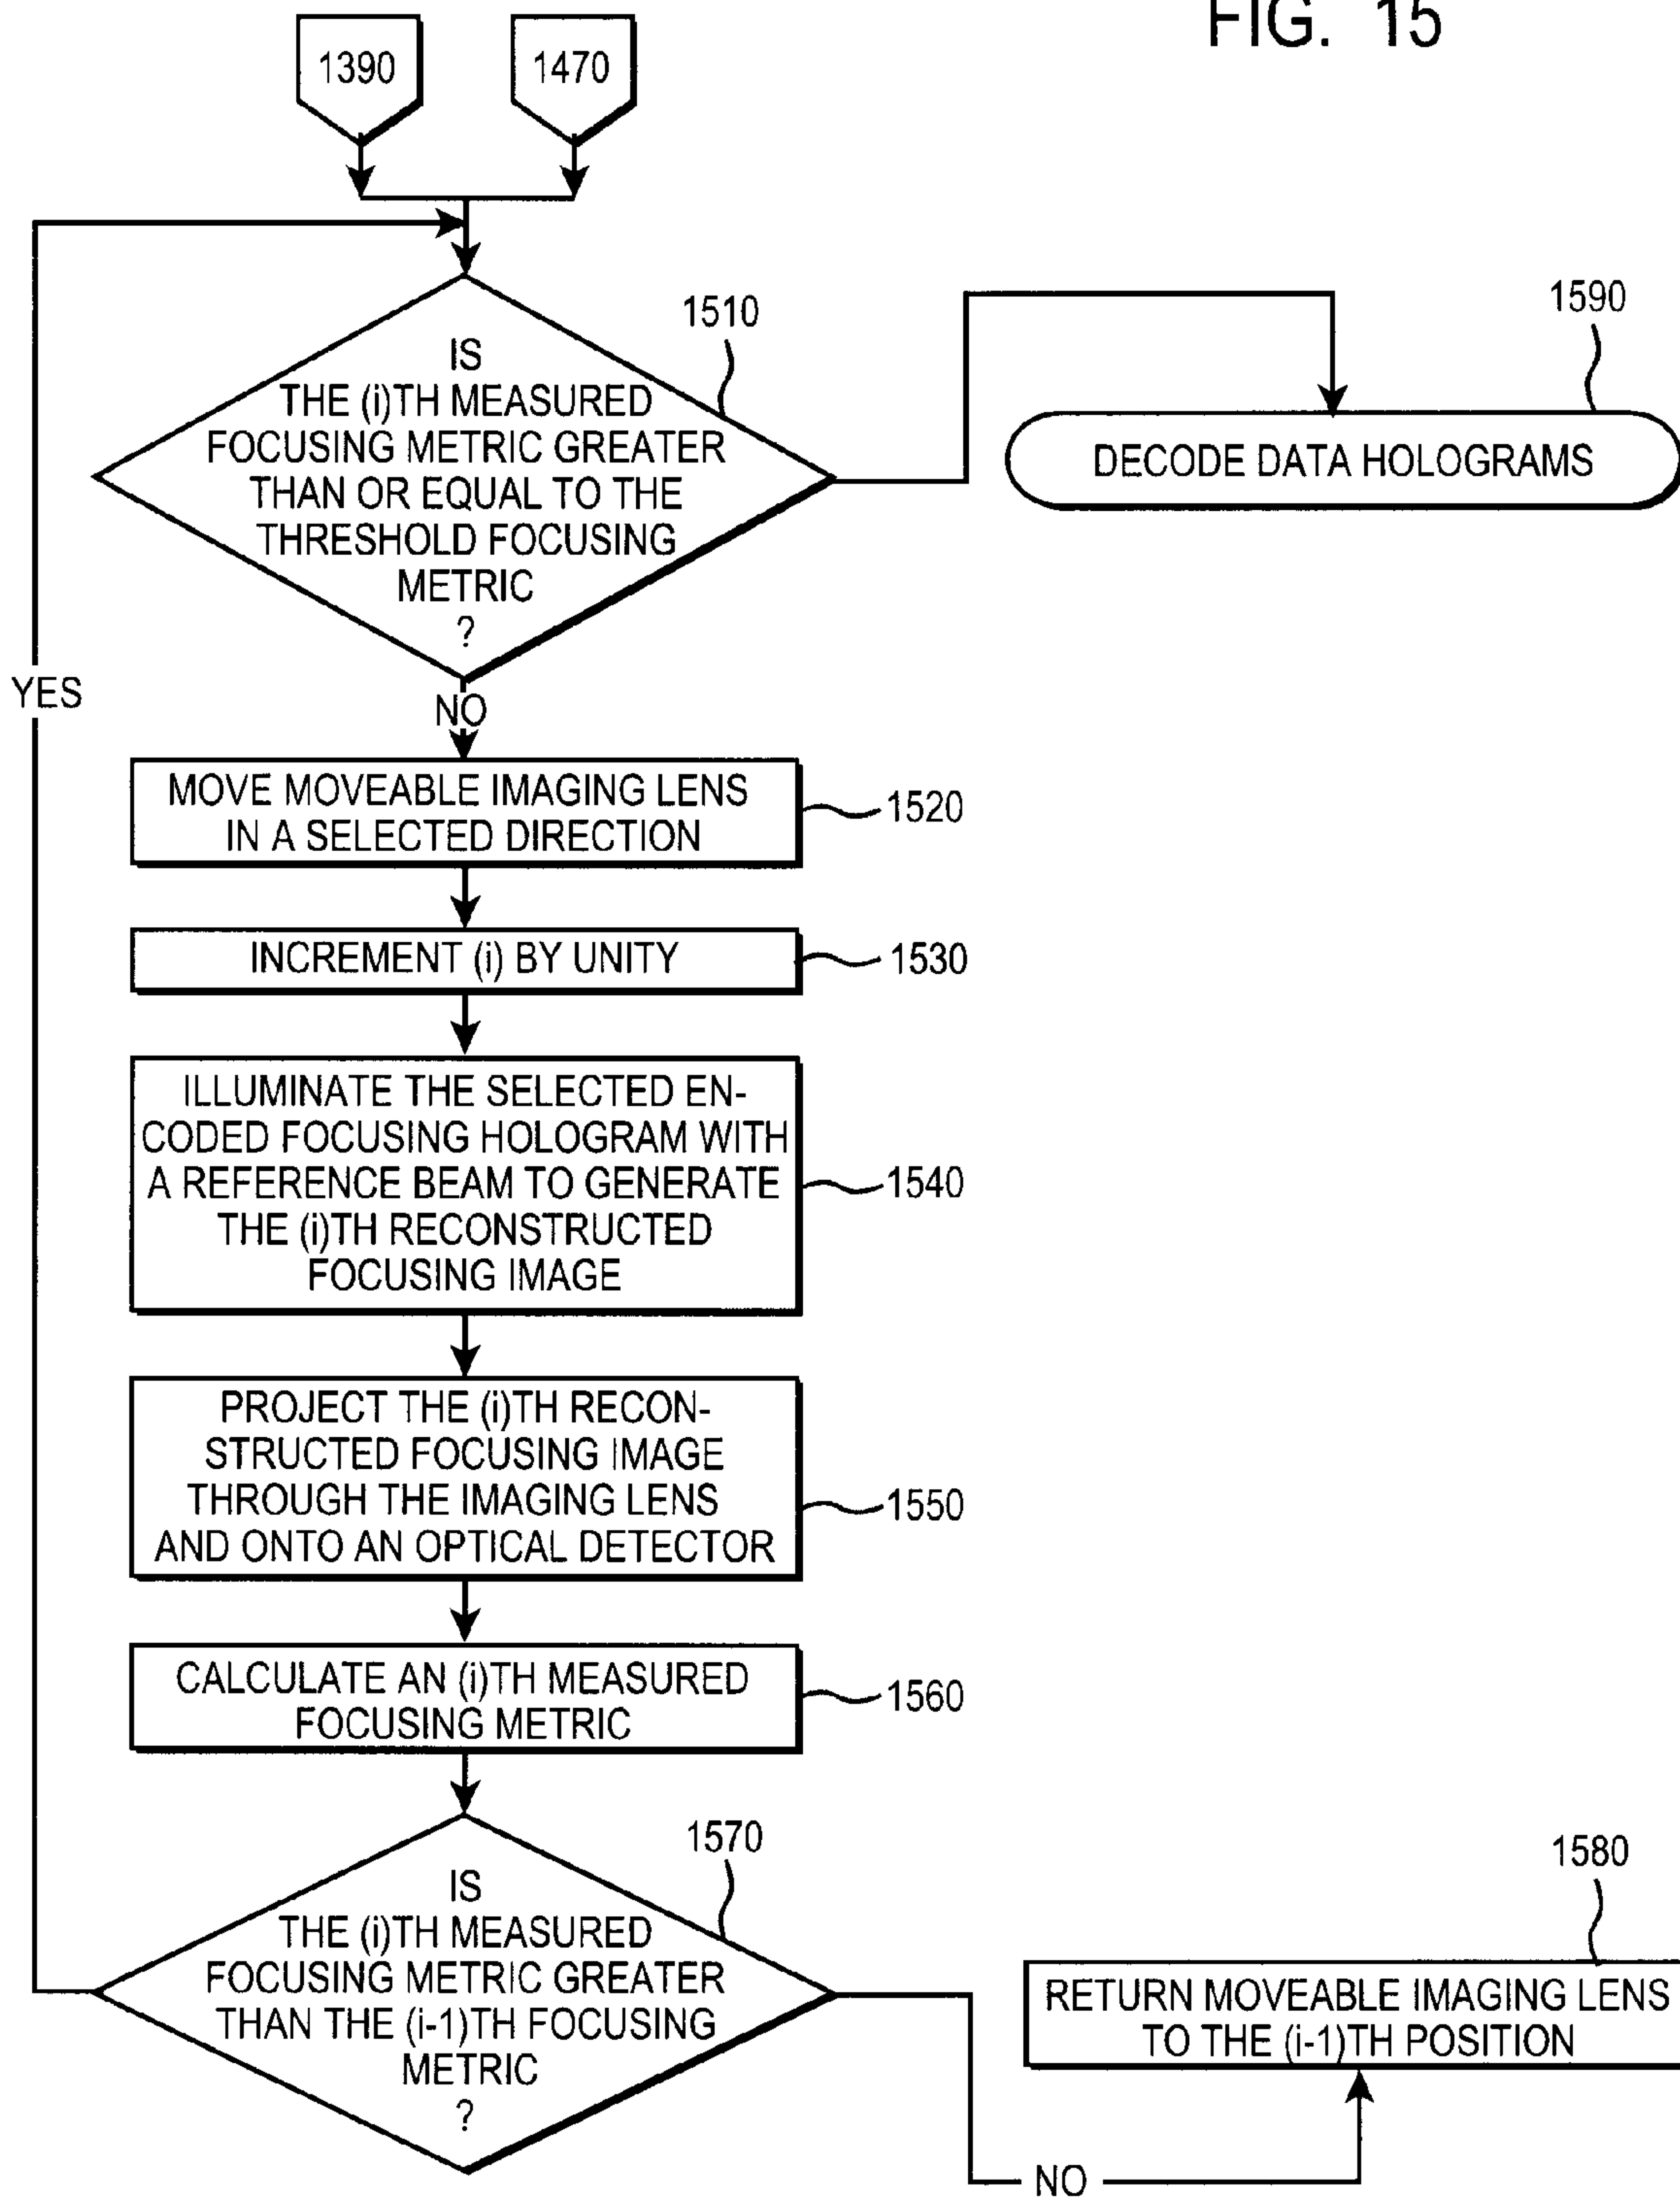 FIG. 15
1390
1470
1510
IS
THE (i)TH MEASURED
FOCUSING METRIC GREATER
THAN OR EQUAL TO THE
THRESHOLD FOCUSING
METRIC
?
1590
DECODE DATA HOLOGRAMS
YES
NO
MOVE MOVEABLE IMAGING LENS
IN A SELECTED DIRECTION
1520
INCREMENT (i) BY UNITY
1530
ILLUMINATE THE SELECTED EN-
CODED FOCUSING HOLOGRAM WITH
A REFERENCE BEAM TO GENERATE
THE (i)TH RECONSTRUCTED
FOCUSING IMAGE
1540
PROJECT THE (i)TH RECON-
STRUCTED FOCUSING IMAGE
THROUGH THE IMAGING LENS
AND ONTO AN OPTICAL DETECTOR
1550
CALCULATE AN (i)TH MEASURED
FOCUSING METRIC
1560
1570
IS
THE (i)TH MEASURED
FOCUSING METRIC GREATER
THAN THE (i-1)TH FOCUSING
METRIC
?
1580
RETURN MOVEABLE IMAGING LENS
TO THE (i-1)TH POSITION
NO